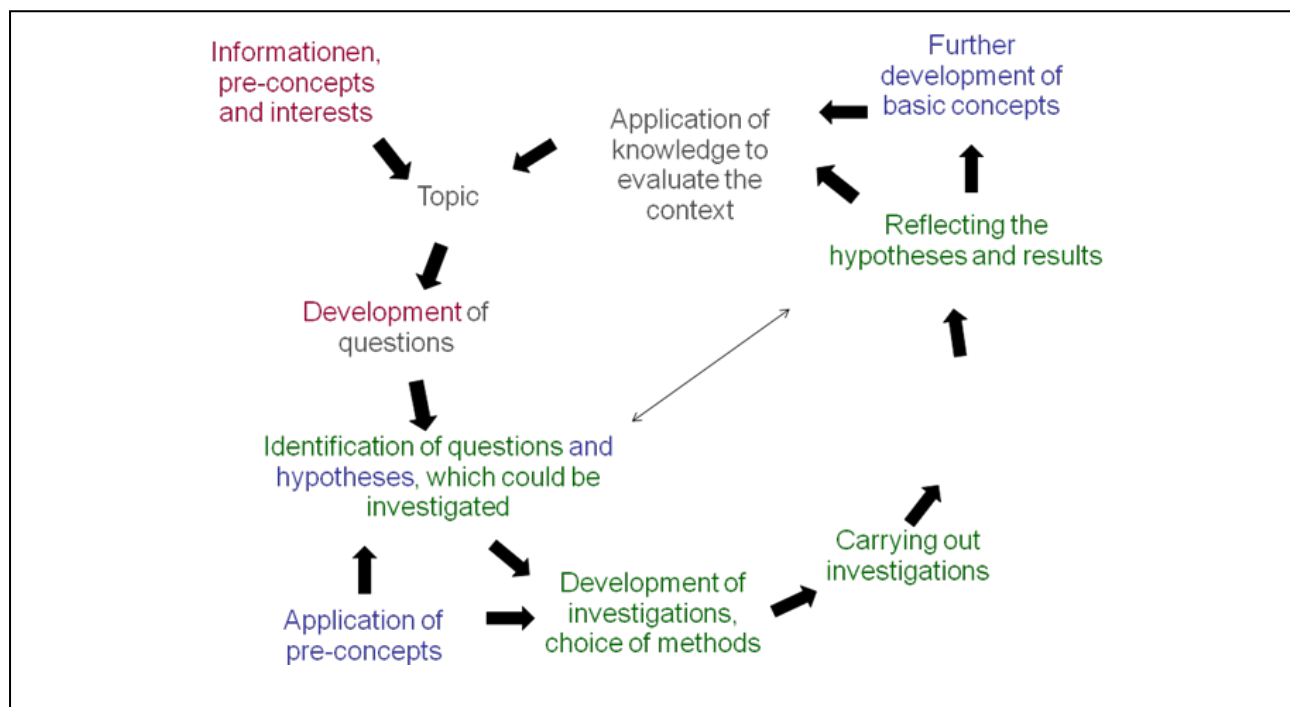 Informationen,
pre-concepts
and interests
Topic
Development of
questions
Identification of questions and
hypotheses, which could be
investigated
Application of
pre-concepts
Development of
investigations,
choice of methods
Carrying out
investigations
Reflecting the
hypotheses and results
Further
development of
basic concepts
Application of
knowledge to
evaluate the
context